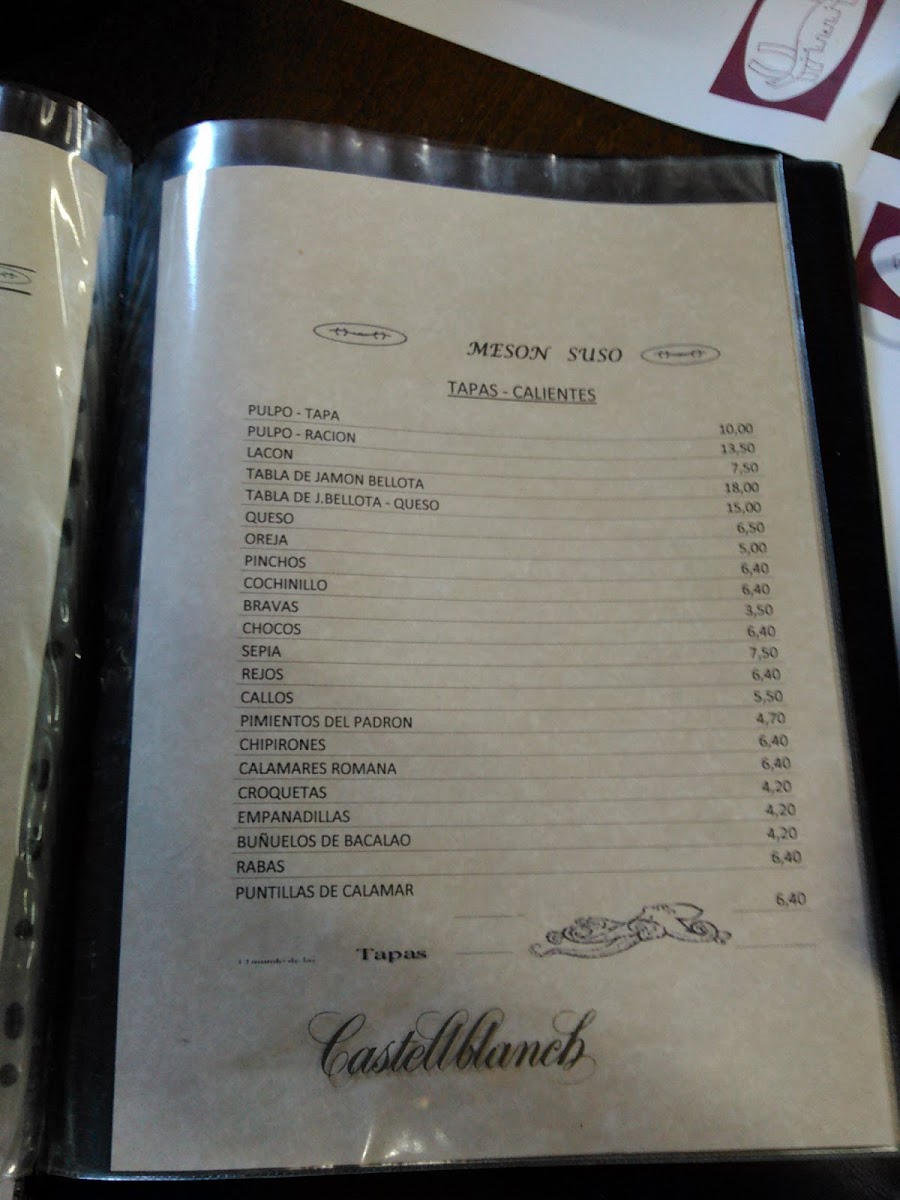 MESON SUSO
TAPAS - CALIENTES
PULPO - TAPA 10,00
PULPO - RACION 13,50
LACON 7,50
TABLA DE JAMON BELLOTA 18,00
TABLA DE J.BELLOTA - QUESO 15,00
QUESO 6,50
OREJA 5,00
PINCHOS 6,40
COCHINILLO 6,40
BRAVAS 3,50
CHOCOS 6,40
SEPIA 7,50
REJOS 6,40
CALLOS 5,50
PIMIENTOS DEL PADRON 4,70
CHIPIRONES 6,40
CALAMARES ROMANA 6,40
CROQUETAS 4,20
EMPANADILLAS 4,20
BUÑUELOS DE BACALAO 4,20
RABAS 6,40
PUNTILLAS DE CALAMAR 6,40
Tapas
Castellblanch